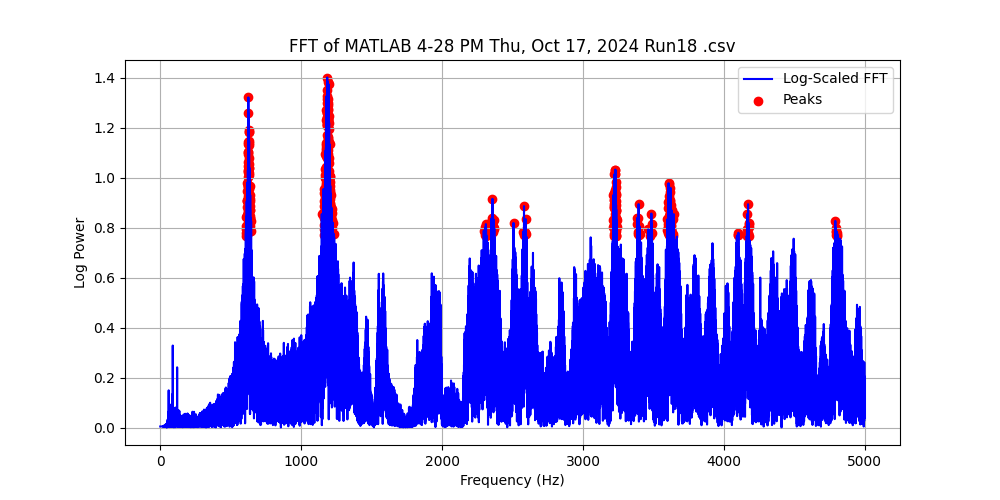 FFT of MATLAB 4-28 PM Thu, Oct 17, 2024 Run18 .csv
Log-Scaled FFT
Peaks
Log Power
1.4
1.2
1.0
0.8
0.6
0.4
0.2
0.0
0 1000 2000 3000 4000 5000
Frequency (Hz)